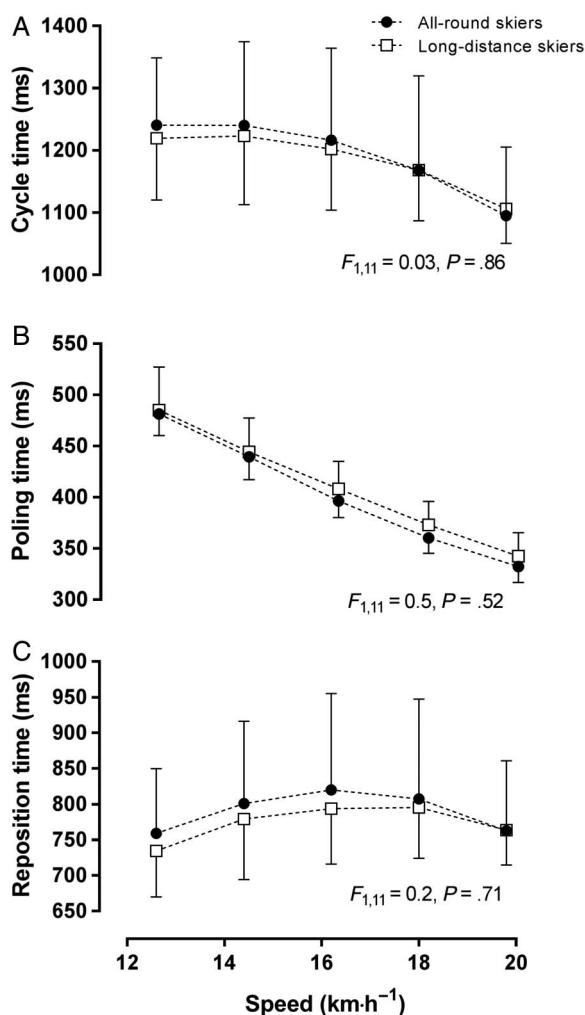 A
All-round skiers
Long-distance skiers
Cycle time (ms)
1400
1300
1200
1100
1000
F1,11 = 0.03, P = .86
B
Poling time (ms)
550
500
450
400
350
300
F1,11 = 0.5, P = .52
C
Reposition time (ms)
1000
950
900
850
800
750
700
650
F1,11 = 0.2, P = .71
12 14 16 18 20
Speed (km·h⁻¹)